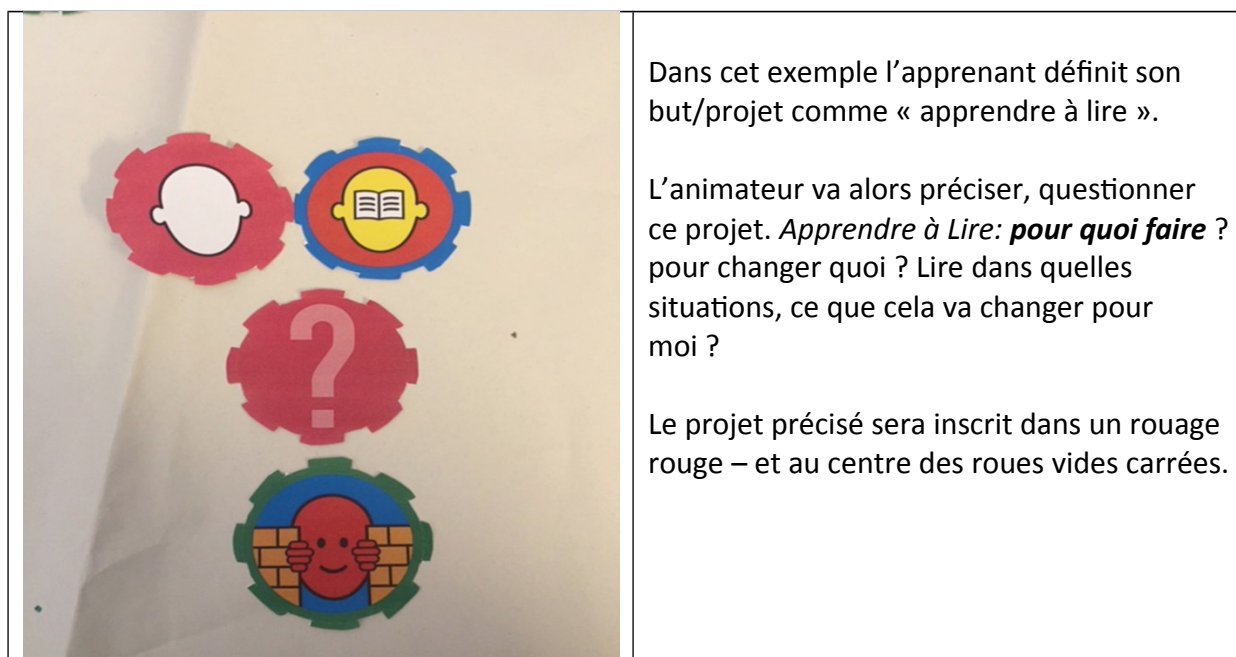 ?
Dans cet exemple l’apprenant définit son
but/projet comme « apprendre à lire ».
L’animateur va alors préciser, questionner
ce projet. Apprendre à Lire: pour quoi faire ?
pour changer quoi ? Lire dans quelles
situations, ce que cela va changer pour
moi ?
Le projet précisé sera inscrit dans un rouage
rouge – et au centre des roues vides carrées.